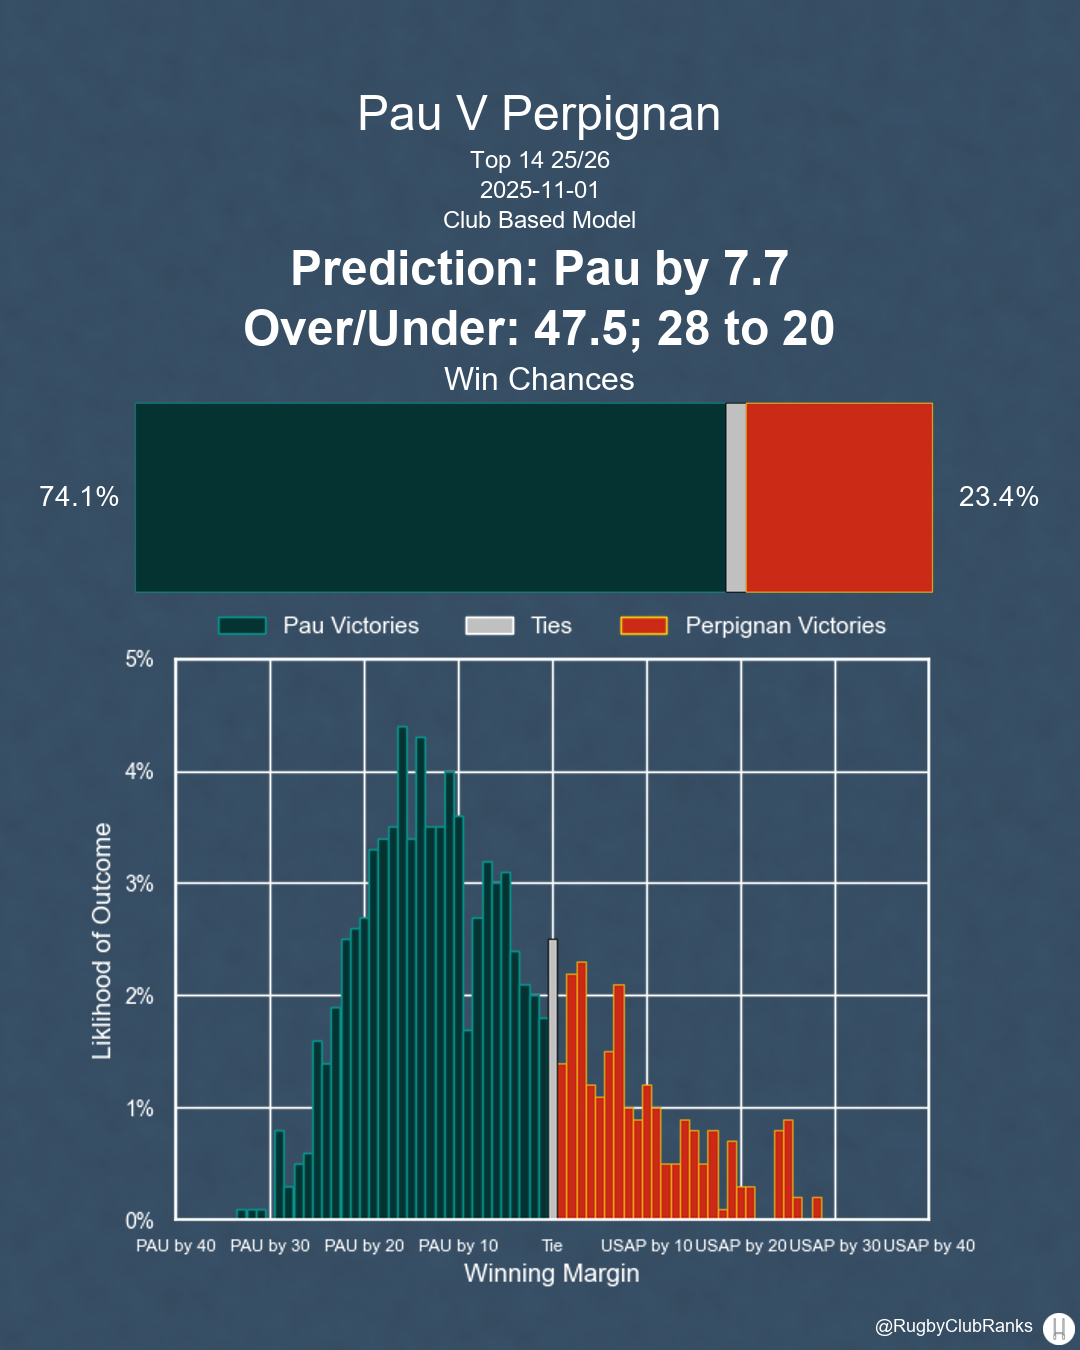 Pau V Perpignan
Top 14 25/26
2025-11-01
Club Based Model
Prediction: Pau by 7.7
Over/Under: 47.5; 28 to 20
Win Chances
74.1%
23.4%
Pau Victories
Ties
Perpignan Victories
5%
4%
3%
2%
1%
0%
Liklihood of Outcome
PAU by 40
PAU by 30
PAU by 20
PAU by 10
Tie
USAP by 10
USAP by 20
USAP by 30
USAP by 40
Winning Margin
@RugbyClubRanks